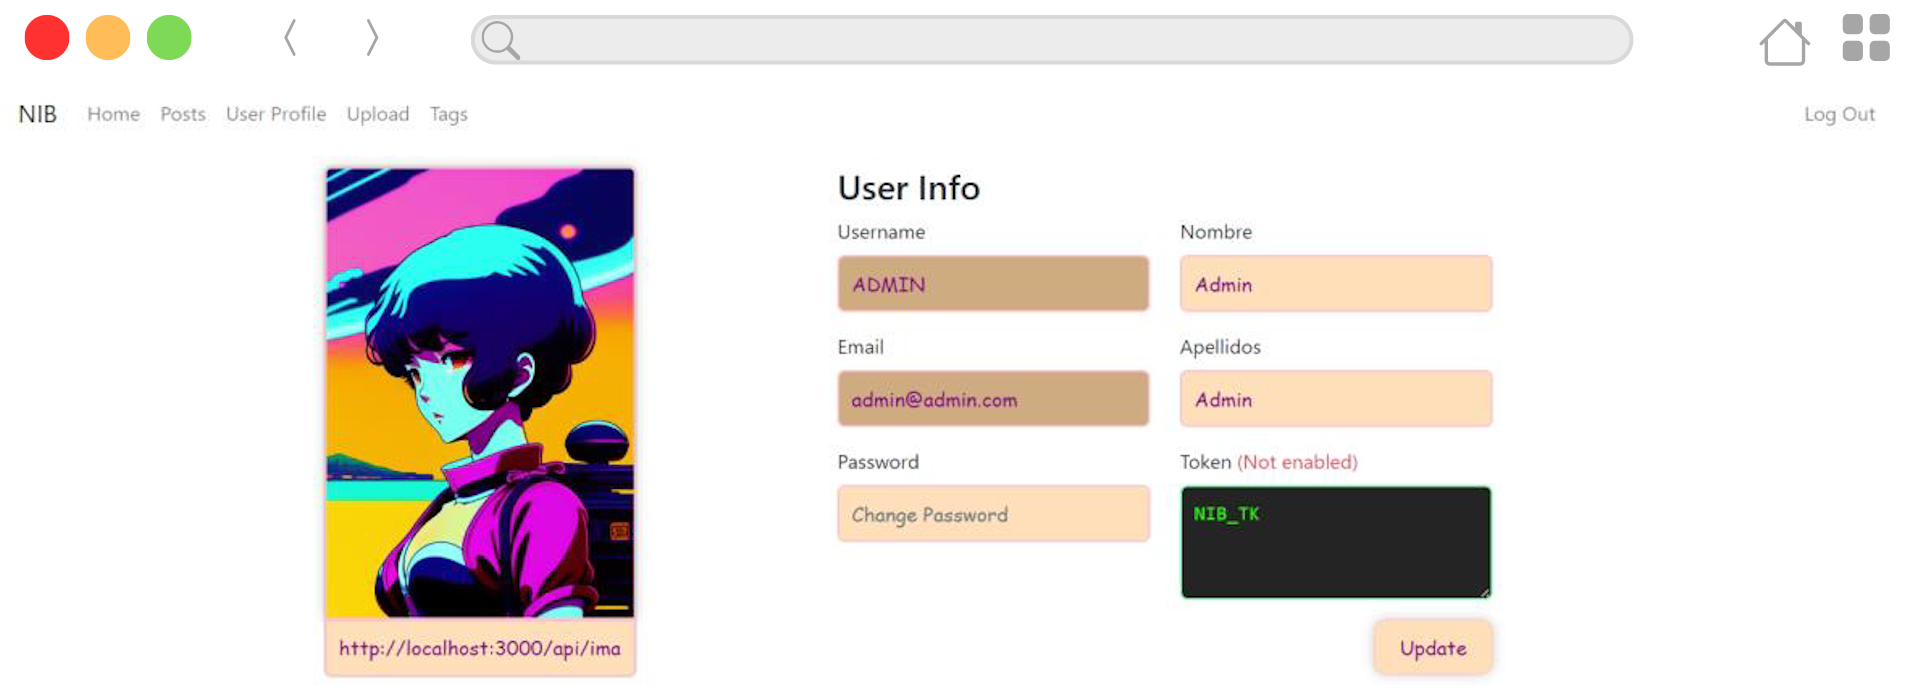 NIB Home Posts User Profile Upload Tags Log Out
User Info
Username Nombre
ADMIN Admin
Email Apellidos
admin@admin.com Admin
Password Token (Not enabled)
Change Password NIB_TK
http://localhost:3000/api/ima Update